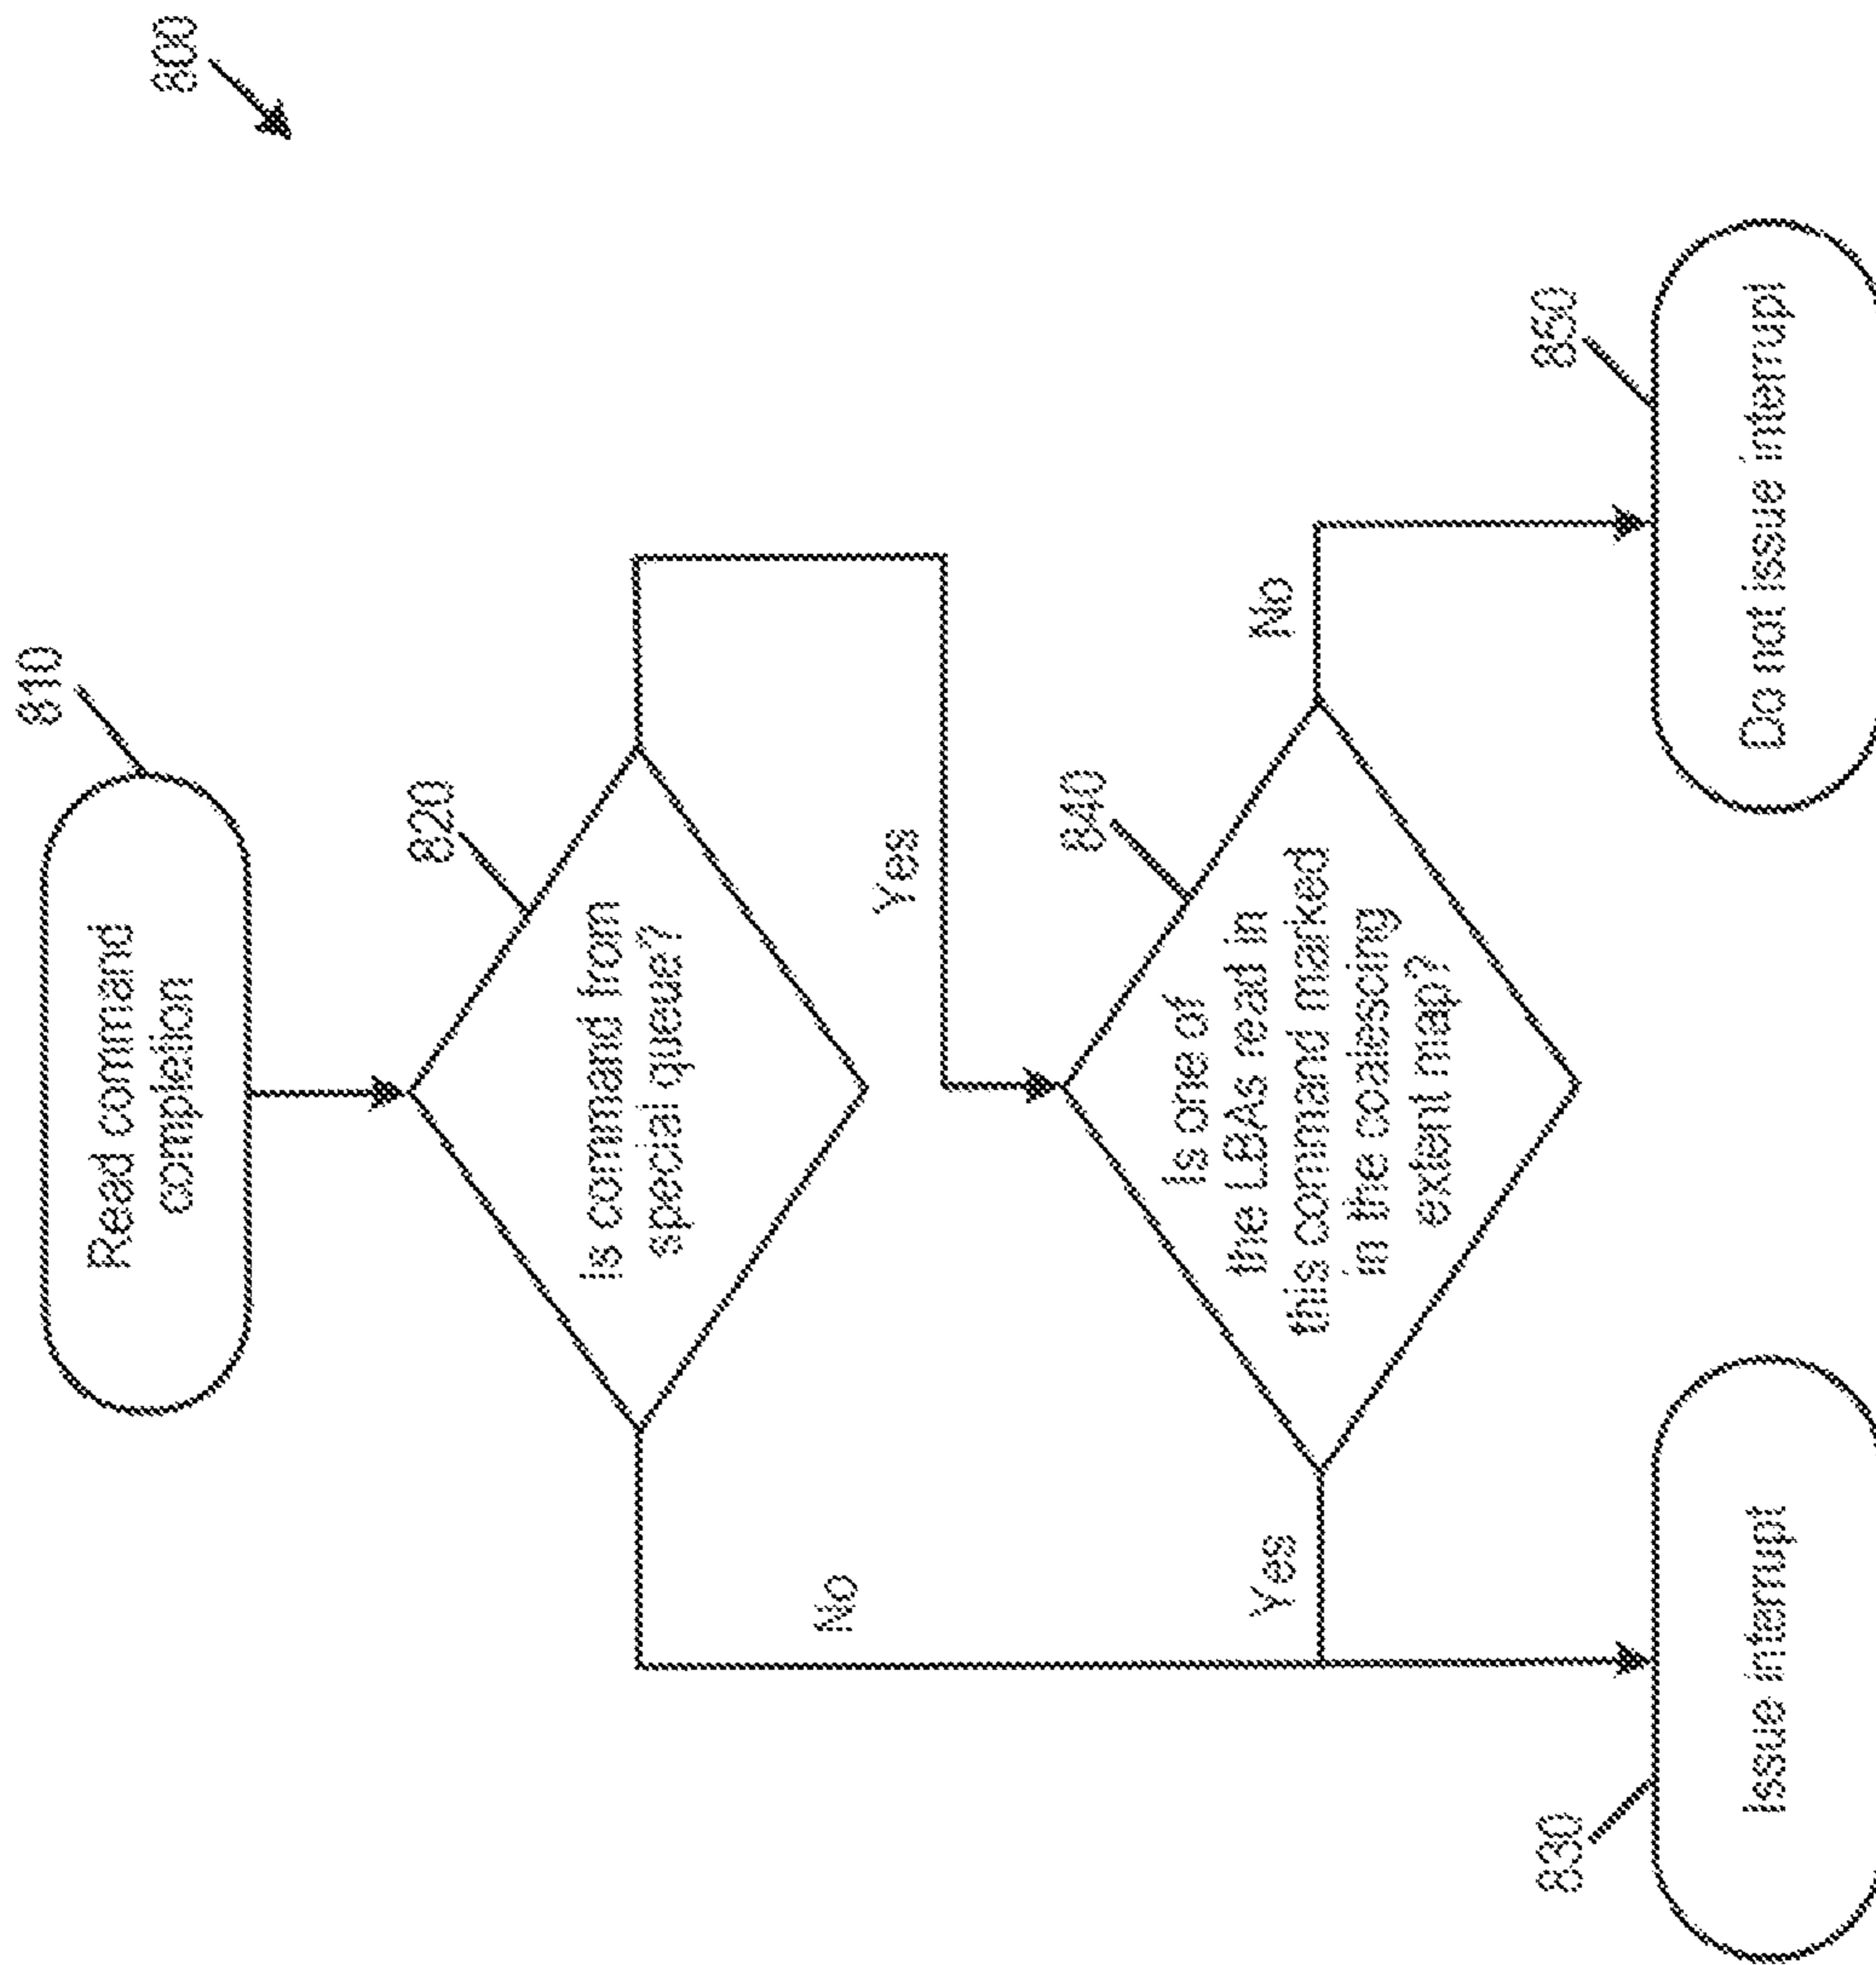 800
810
Read command
completion
820
Is command from
special queue?
Yes
No
840
Is one of
the LBAs read in
this command marked
in the coalescing
extent map?
Yes
No
830
Issue interrupt
850
Do not issue interrupt